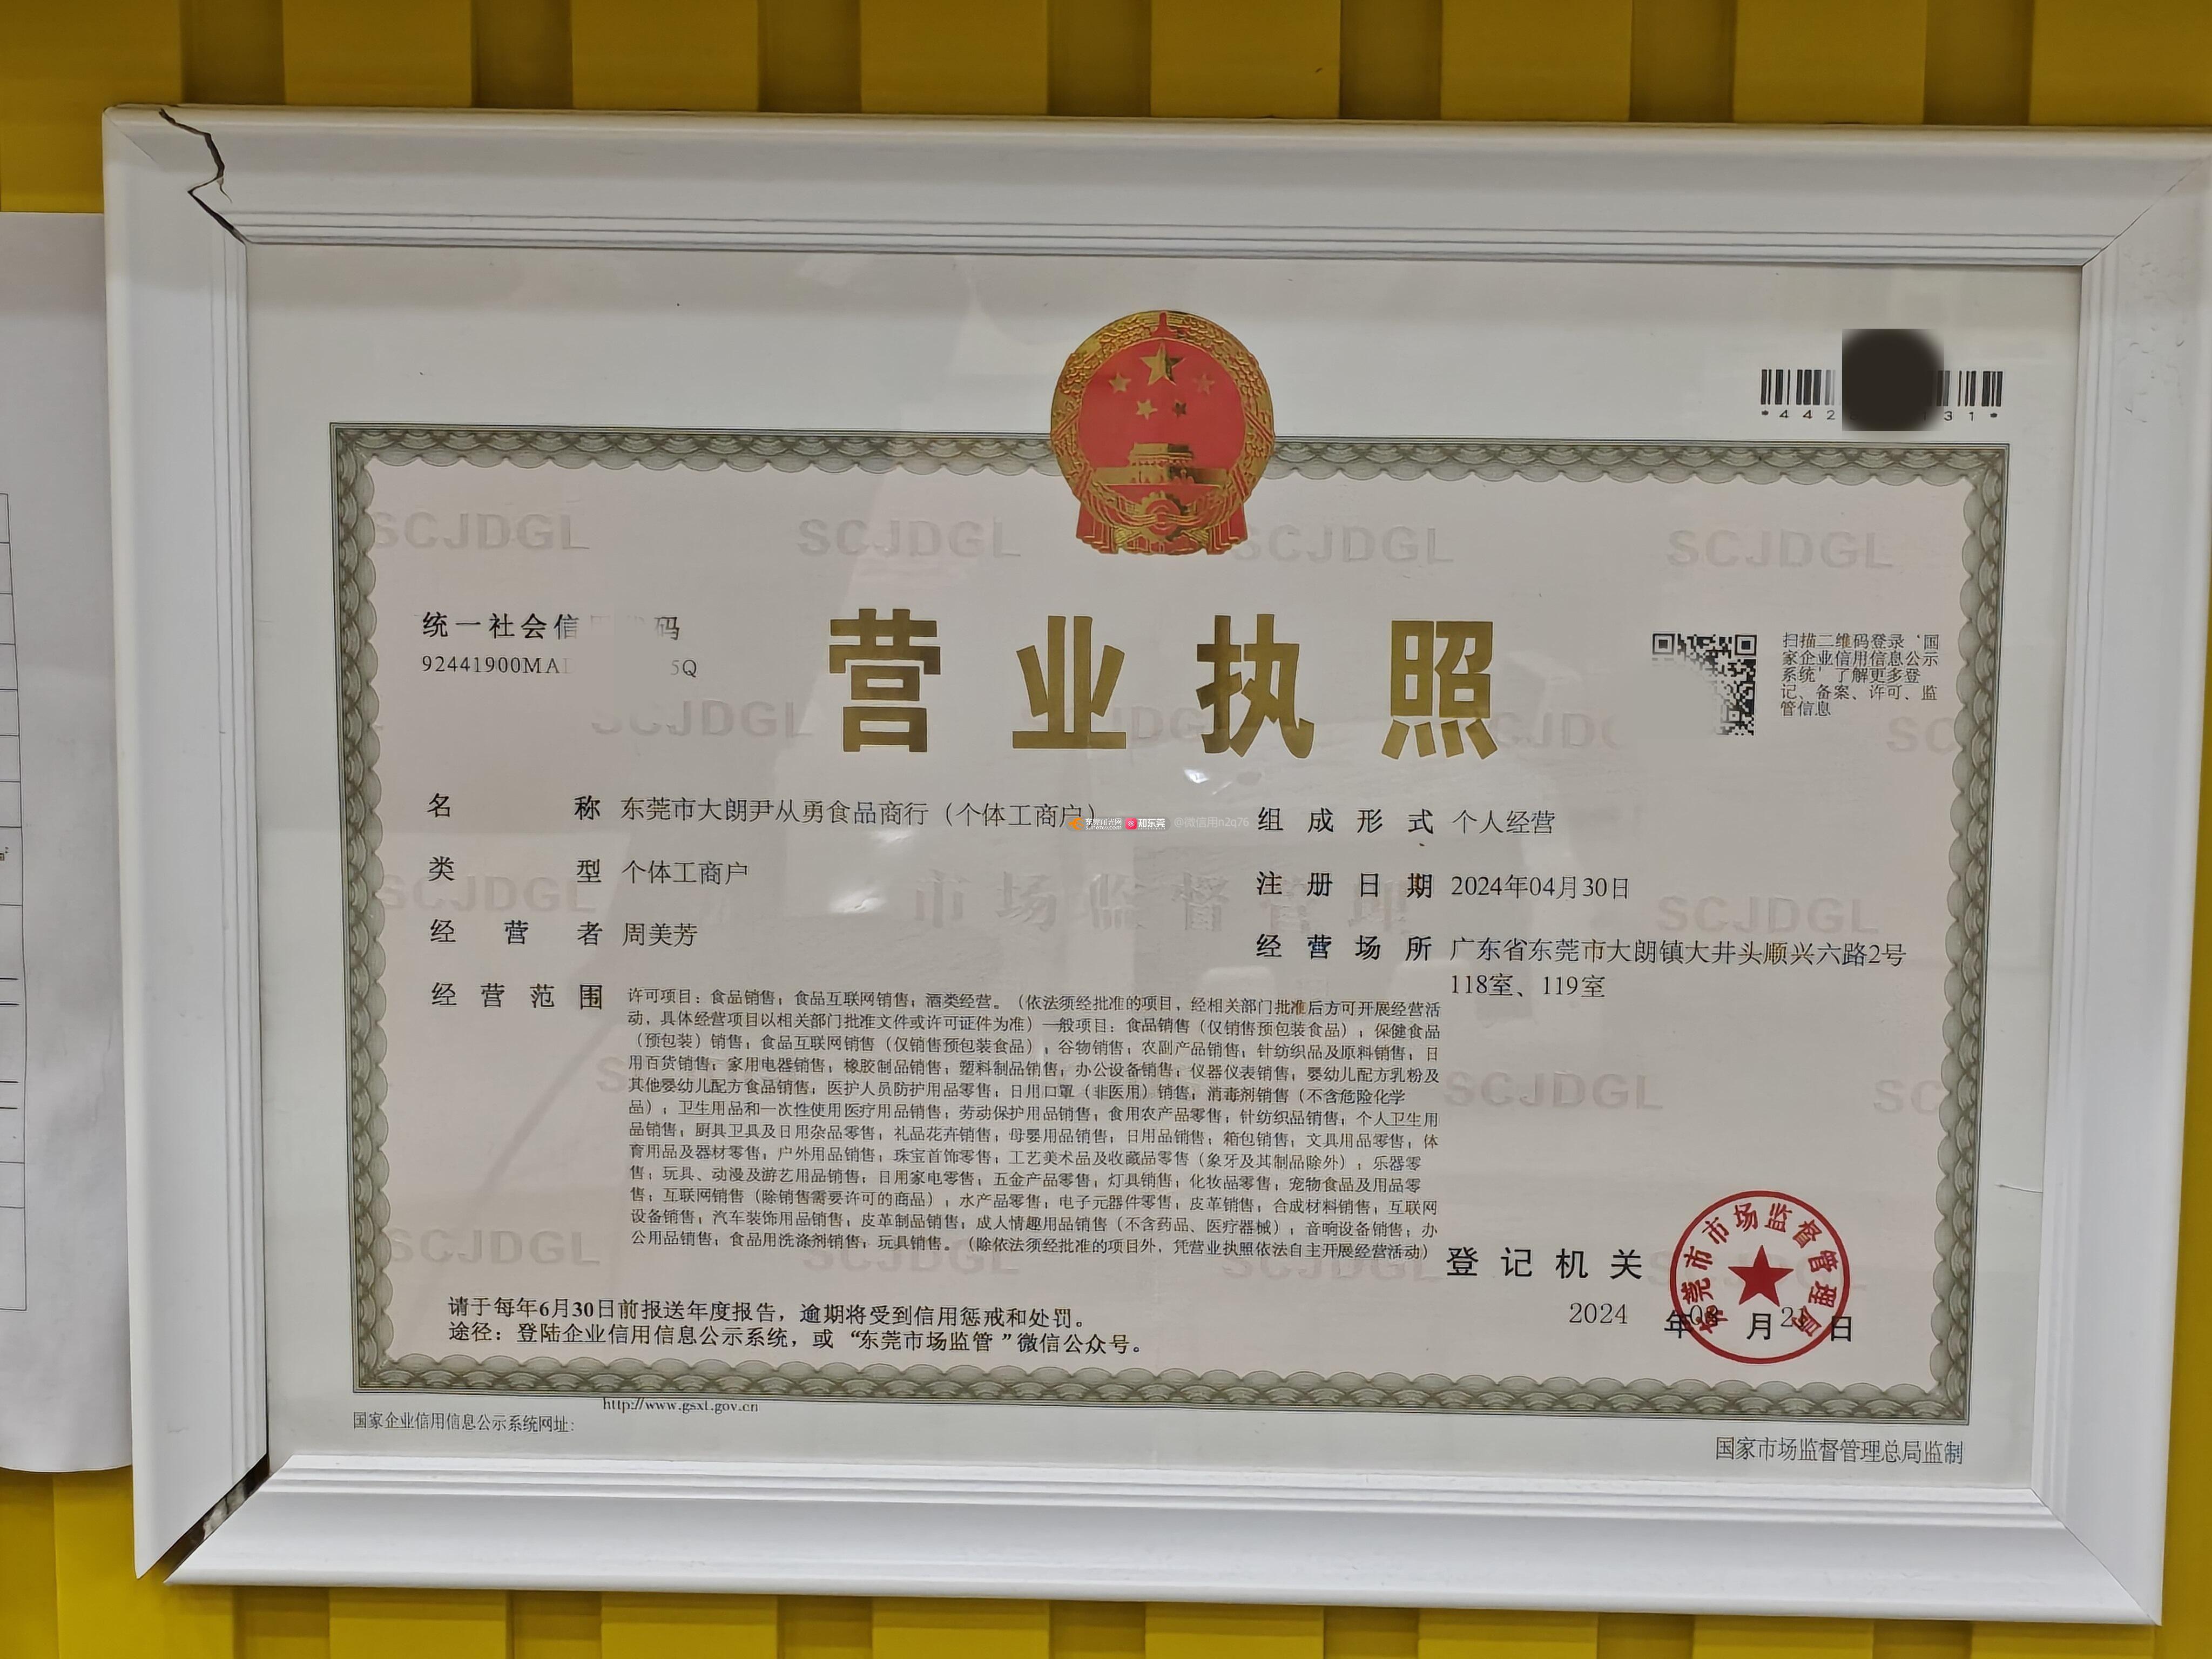 *442
31*
SCJDGL SCJDGL SCJDGL SCJDGL
统一社会信
码
92441900MA
5Q
营业执照
扫描二维码登录‘国
家企业信用信息公示
系统’了解更多登
记、备案、许可、监
管信息
名称 东莞市大朗尹从勇食品商行（个体工商户）
东莞阳光网 知东莞 @微信用n2q76
类型 个体工商户
经营者 周美芳
经营范围 许可项目：食品销售；食品互联网销售；酒类经营。（依法须经批准的项目，经相关部门批准后方可开展经营活
动，具体经营项目以相关部门批准文件或许可证件为准）一般项目：食品销售（仅销售预包装食品）；保健食品
（预包装）销售；食品互联网销售（仅销售预包装食品）；谷物销售；农副产品销售；针纺织品及原料销售；日
用百货销售；家用电器销售；橡胶制品销售；塑料制品销售；办公设备销售；仪器仪表销售；婴幼儿配方乳粉及
其他婴幼儿配方食品销售；医护人员防护用品零售；日用口罩（非医用）销售；消毒剂销售（不含危险化学
品）；卫生用品和一次性使用医疗用品销售；劳动保护用品销售；食用农产品零售；针纺织品销售；个人卫生用
品销售；厨具卫具及日用杂品零售；礼品花卉销售；母婴用品销售；日用品销售；箱包销售；文具用品零售；体
育用品及器材零售；户外用品销售；珠宝首饰零售；工艺美术品及收藏品零售（象牙及其制品除外）；乐器零
售；玩具、动漫及游艺用品销售；日用家电零售；五金产品零售；灯具销售；化妆品零售；宠物食品及用品零
售；互联网销售（除销售需要许可的商品）；水产品零售；电子元器件零售；皮革销售；合成材料销售；互联网
设备销售；汽车装饰用品销售；皮革制品销售；成人情趣用品销售（不含药品、医疗器械）；音响设备销售；办
公用品销售；食品用洗涤剂销售；玩具销售。（除依法须经批准的项目外，凭营业执照依法自主开展经营活动）
组成形式 个人经营
注册日期 2024年04月30日
经营场所 广东省东莞市大朗镇大井头顺兴六路2号
118室、119室
市场监督管理
登记机关
东莞市市场监督管理局
2024 年 月 日
请于每年6月30日前报送年度报告，逾期将受到信用惩戒和处罚。
途径：登陆企业信用信息公示系统，或“东莞市场监管”微信公众号。
国家企业信用信息公示系统网址：
http://www.gsxt.gov.cn
国家市场监督管理总局监制